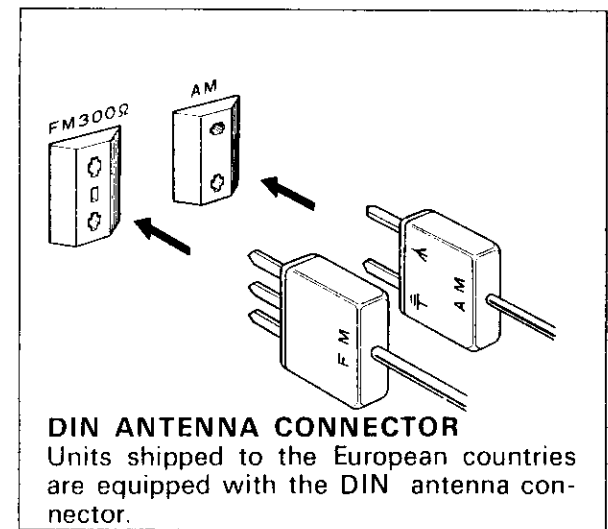 AM
FM300Ω
AM
FM
DIN ANTENNA CONNECTOR
Units shipped to the European countries
are equipped with the DIN antenna con-
nector.